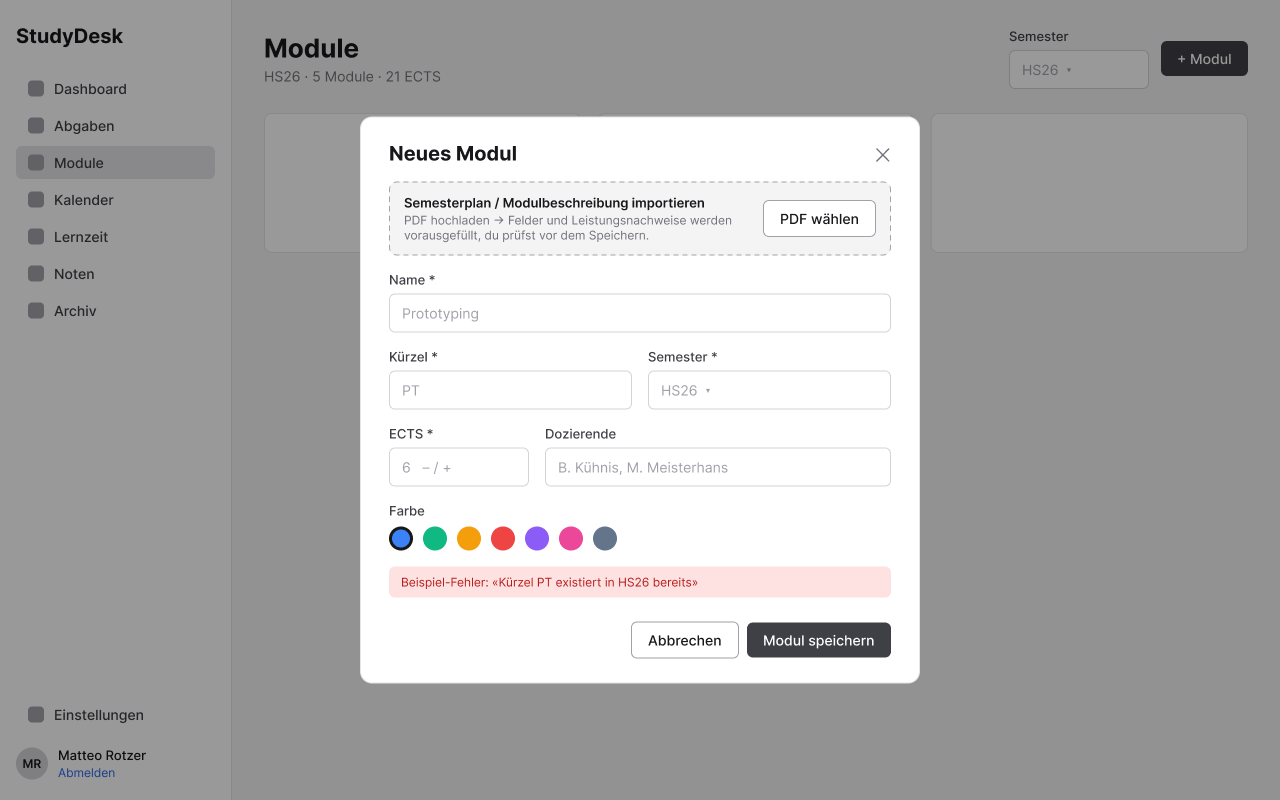 StudyDesk
Dashboard
Abgaben
Module
Kalender
Lernzeit
Noten
Archiv
Einstellungen
MR
Matteo Rotzer
Abmelden
Module
HS26 · 5 Module · 21 ECTS
Semester
HS26 ▾
+ Modul
Neues Modul
Semesterplan / Modulbeschreibung importieren
PDF hochladen → Felder und Leistungsnachweise werden
vorausgefüllt, du prüfst vor dem Speichern.
PDF wählen
Name *
Prototyping
Kürzel *
PT
Semester *
HS26 ▾
ECTS *
6 – / +
Dozierende
B. Kühnis, M. Meisterhans
Farbe
Beispiel-Fehler: «Kürzel PT existiert in HS26 bereits»
Abbrechen
Modul speichern